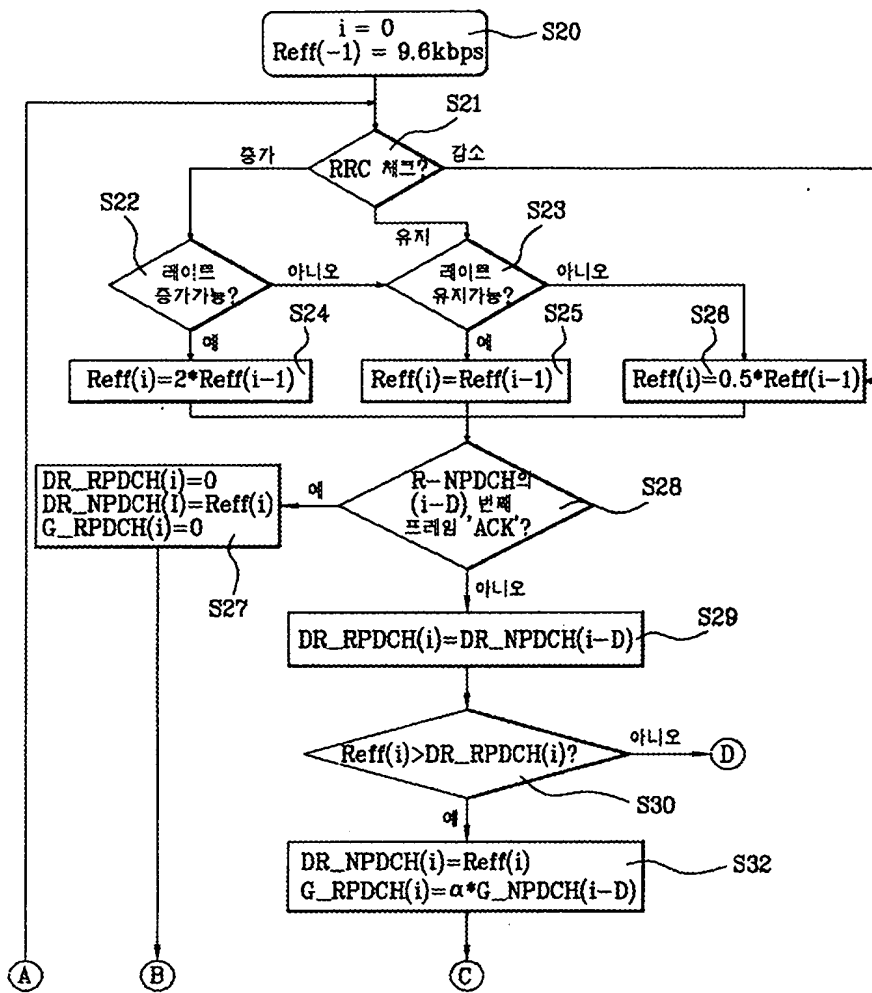 i = 0
Reff(-1) = 9.6kbps
S20
S21
RRC 체크?
증가
감소
유지
S22
레이트
증가가능?
아니오
예
S23
레이트
유지가능?
아니오
예
S24
Reff(i)=2*Reff(i-1)
S25
Reff(i)=Reff(i-1)
S26
Reff(i)=0.5*Reff(i-1)
R-NPDCH의
(i-D) 번째
프레임 'ACK'?
S28
예
아니오
DR_RPDCH(i)=0
DR_NPDCH(I)=Reff(i)
G_RPDCH(i)=0
S27
DR_RPDCH(i)=DR_NPDCH(i-D)
S29
Reff(i)>DR_RPDCH(i)?
아니오
D
S30
예
DR_NPDCH(i)=Reff(i)
G_RPDCH(i)=α*G_NPDCH(i-D)
S32
A
B
C